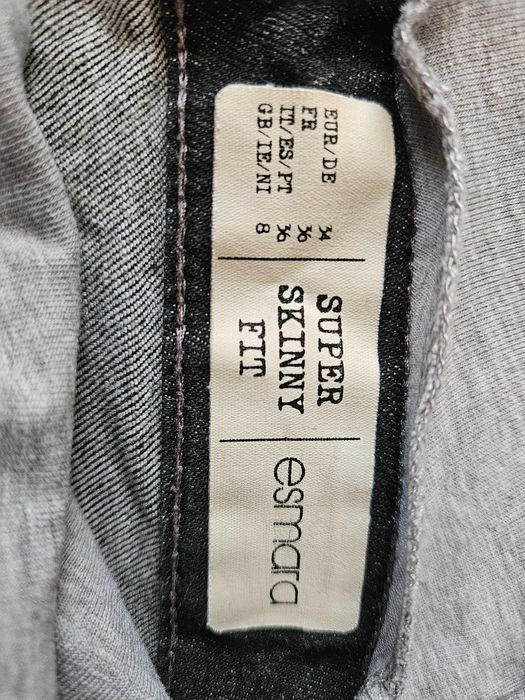 EUR/DE 34
FR 36
IT/ES/PT 36
GB/IE/NI 8
SUPER
SKINNY
FIT
esmara